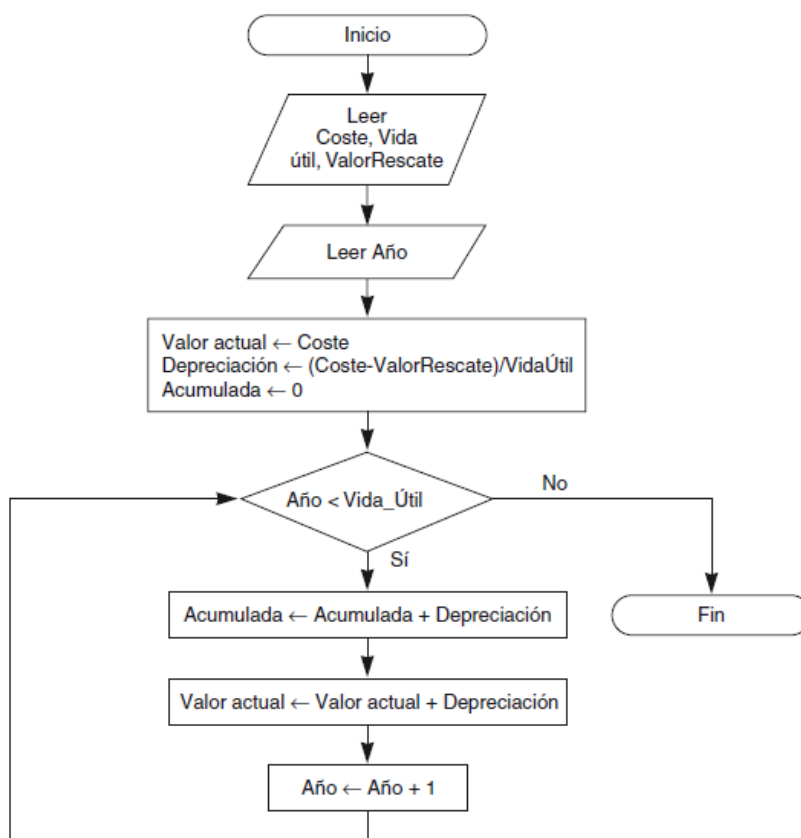 Inicio
Leer
Coste, Vida
útil, ValorRescate
Leer Año
Valor actual ← Coste
Depreciación ← (Coste-ValorRescate)/VidaÚtil
Acumulada ← 0
Año < Vida_Útil
No
Sí
Acumulada ← Acumulada + Depreciación
Fin
Valor actual ← Valor actual + Depreciación
Año ← Año + 1